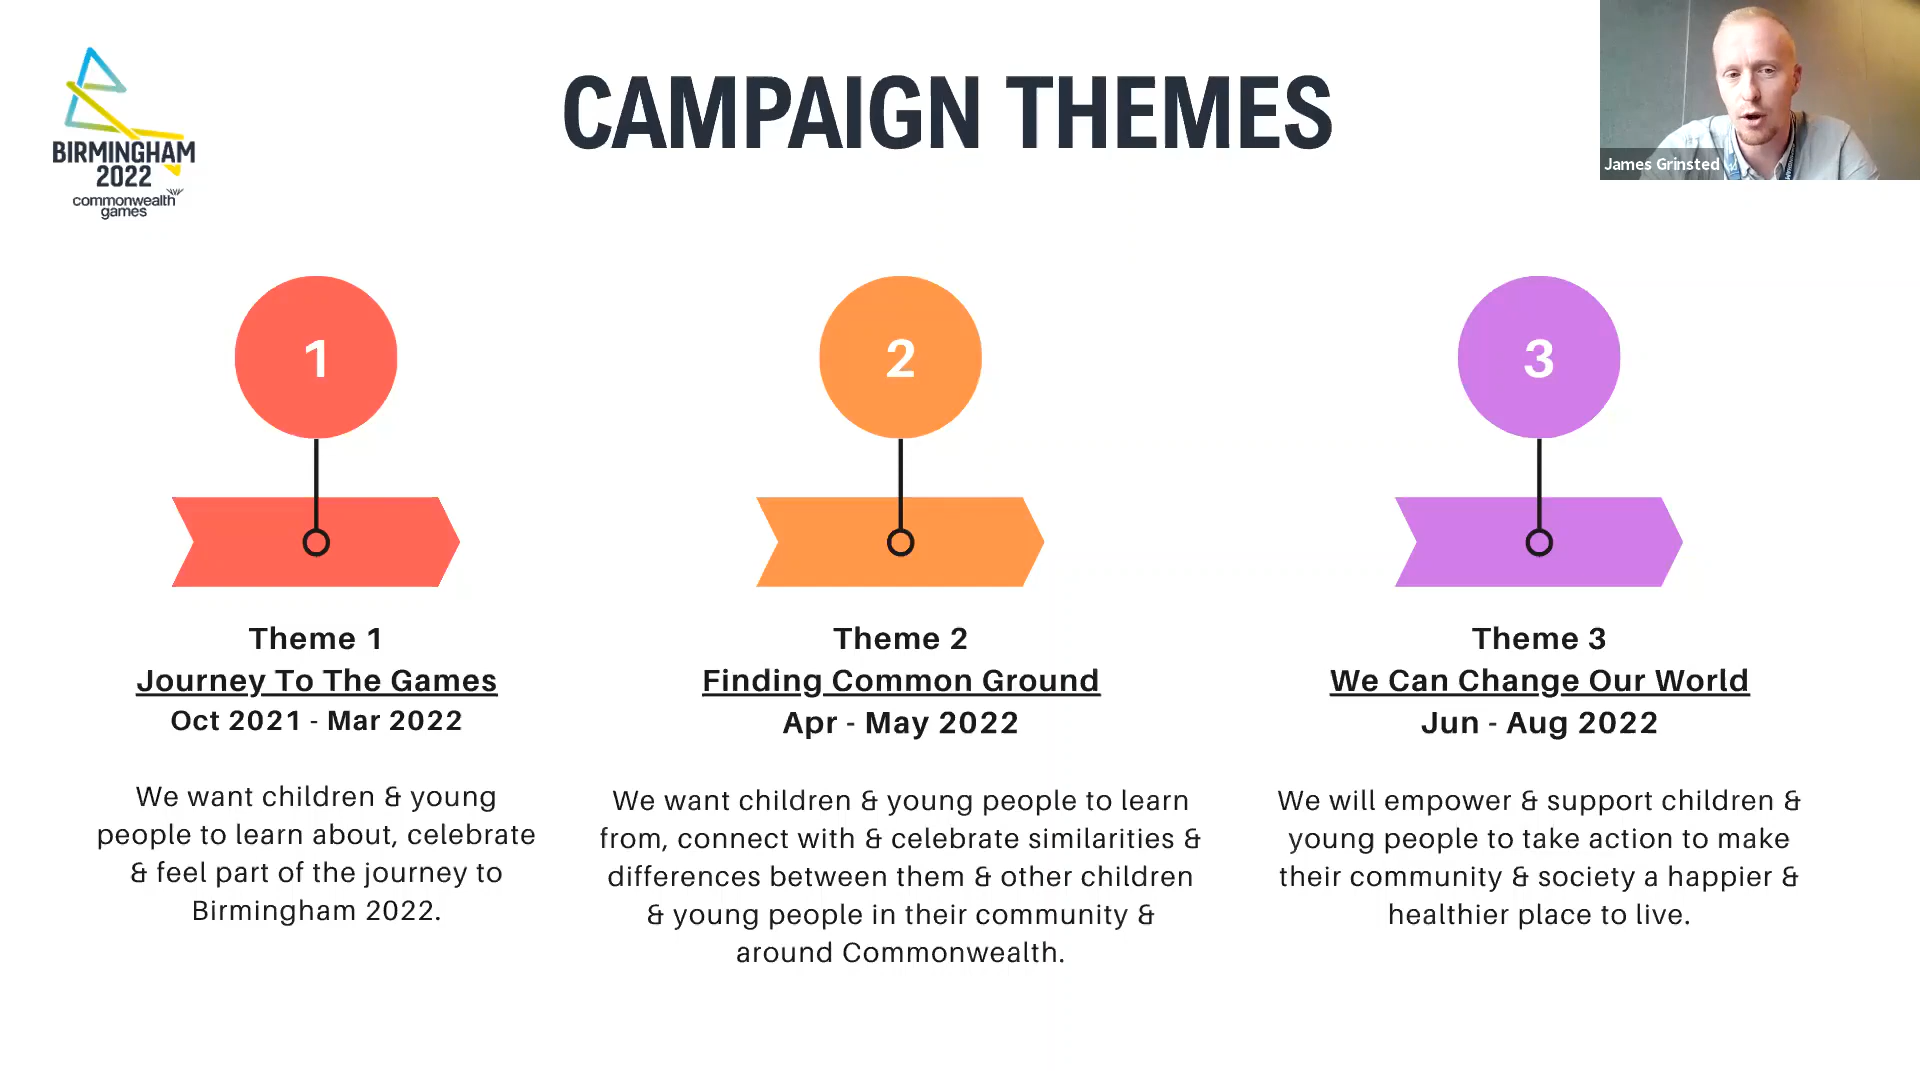 BIRMINGHAM
2022
commonwealth
games
CAMPAIGN THEMES
James Grinsted
1
2
3
Theme 1
Journey To The Games
Oct 2021 - Mar 2022
We want children & young
people to learn about, celebrate
& feel part of the journey to
Birmingham 2022.
Theme 2
Finding Common Ground
Apr - May 2022
We want children & young people to learn
from, connect with & celebrate similarities &
differences between them & other children
& young people in their community &
around Commonwealth.
Theme 3
We Can Change Our World
Jun - Aug 2022
We will empower & support children &
young people to take action to make
their community & society a happier &
healthier place to live.